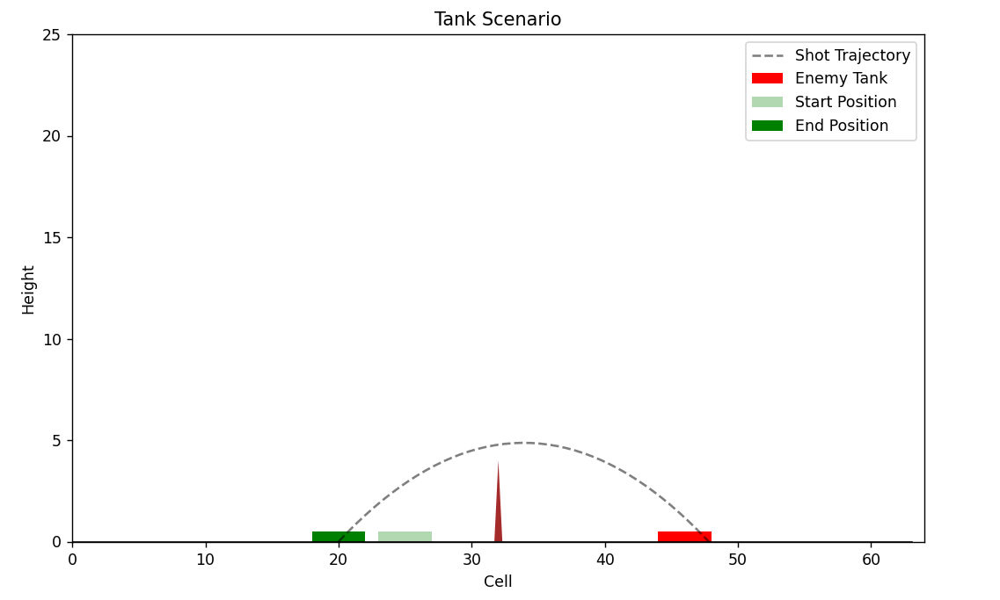 Tank Scenario
25
20
15
10
5
0
Height
Shot Trajectory
Enemy Tank
Start Position
End Position
0 10 20 30 40 50 60
Cell